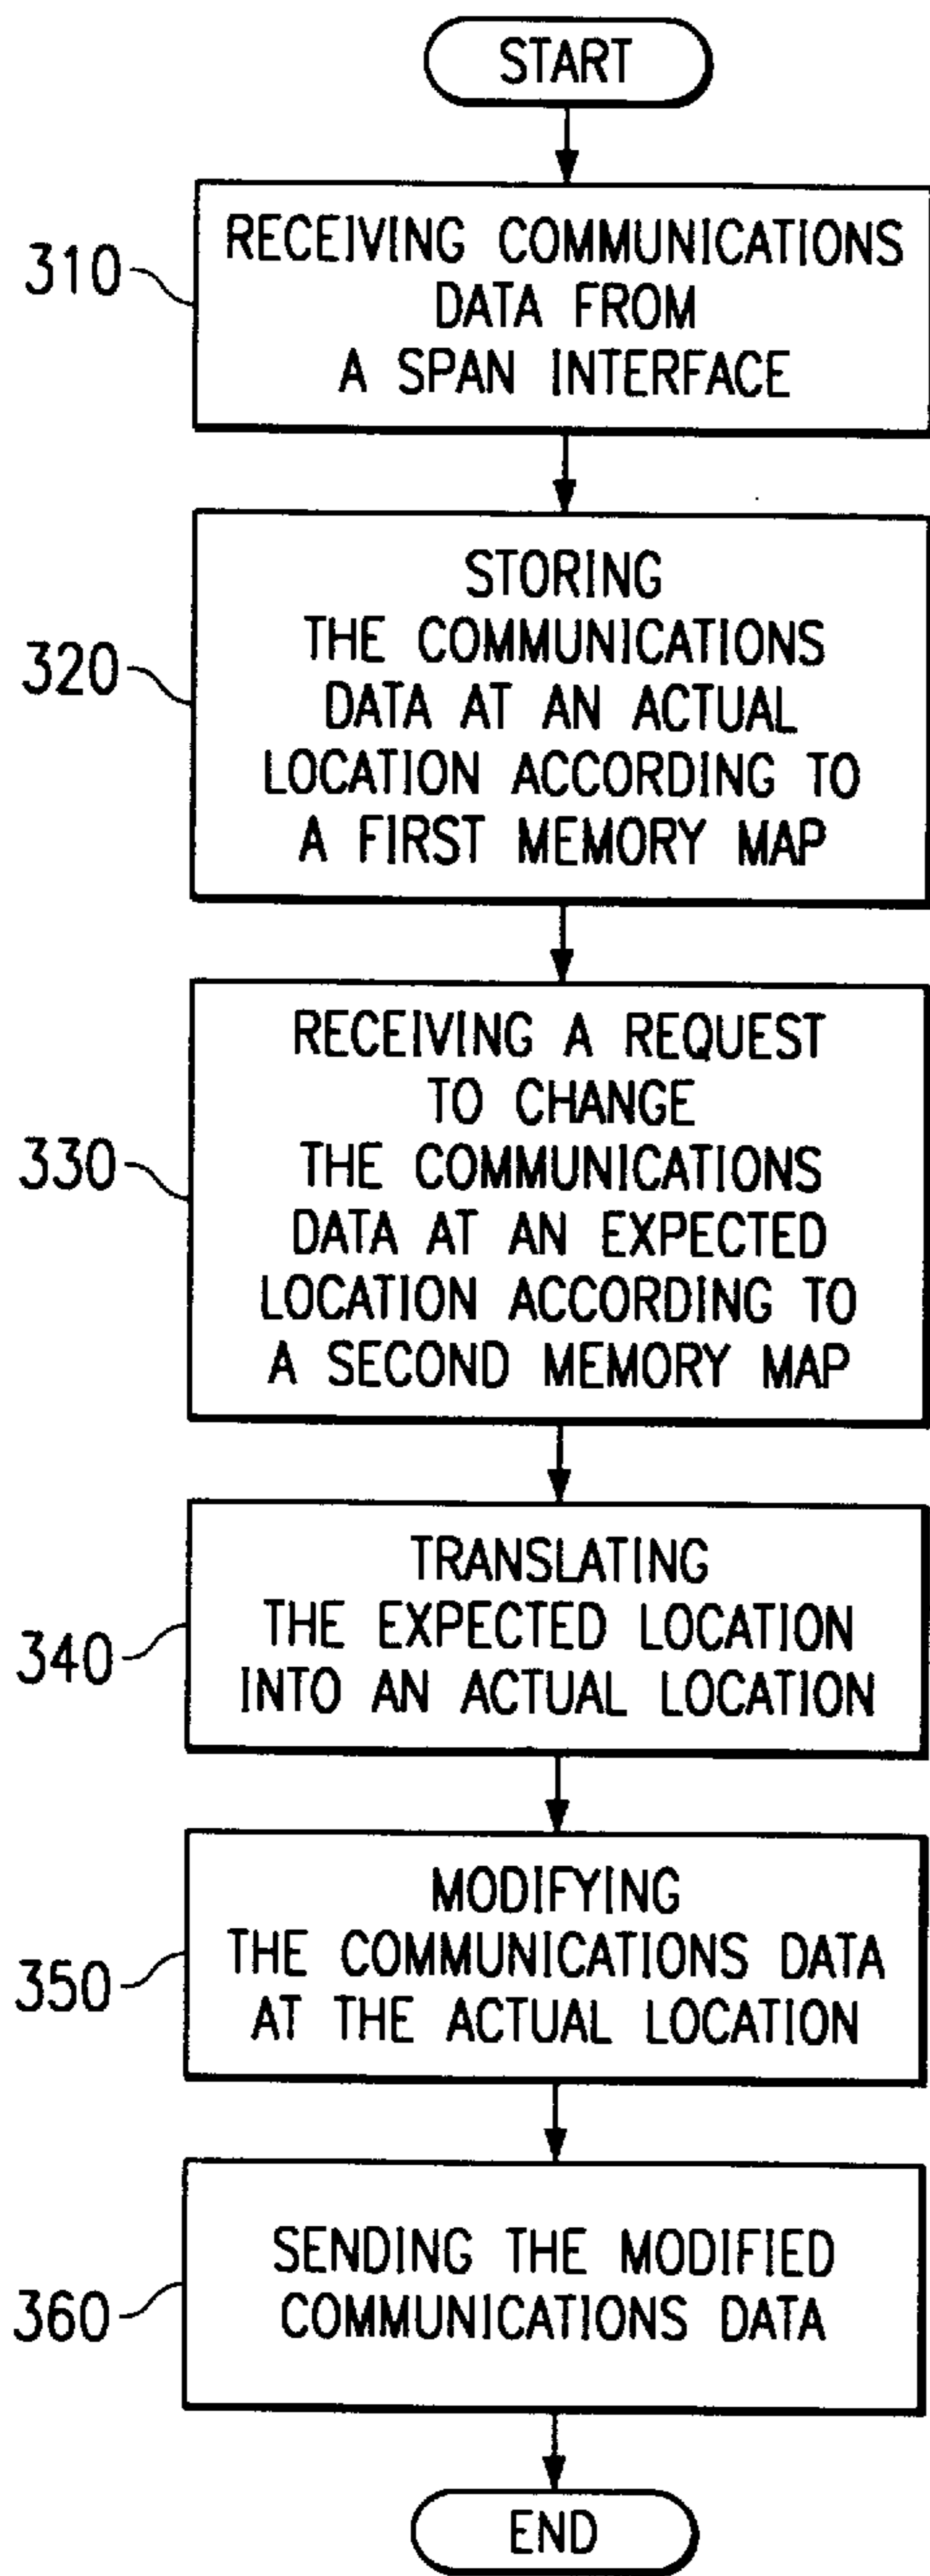 START
310
RECEIVING COMMUNICATIONS
DATA FROM
A SPAN INTERFACE
320
STORING
THE COMMUNICATIONS
DATA AT AN ACTUAL
LOCATION ACCORDING TO
A FIRST MEMORY MAP
330
RECEIVING A REQUEST
TO CHANGE
THE COMMUNICATIONS
DATA AT AN EXPECTED
LOCATION ACCORDING TO
A SECOND MEMORY MAP
340
TRANSLATING
THE EXPECTED LOCATION
INTO AN ACTUAL LOCATION
350
MODIFYING
THE COMMUNICATIONS DATA
AT THE ACTUAL LOCATION
360
SENDING THE MODIFIED
COMMUNICATIONS DATA
END